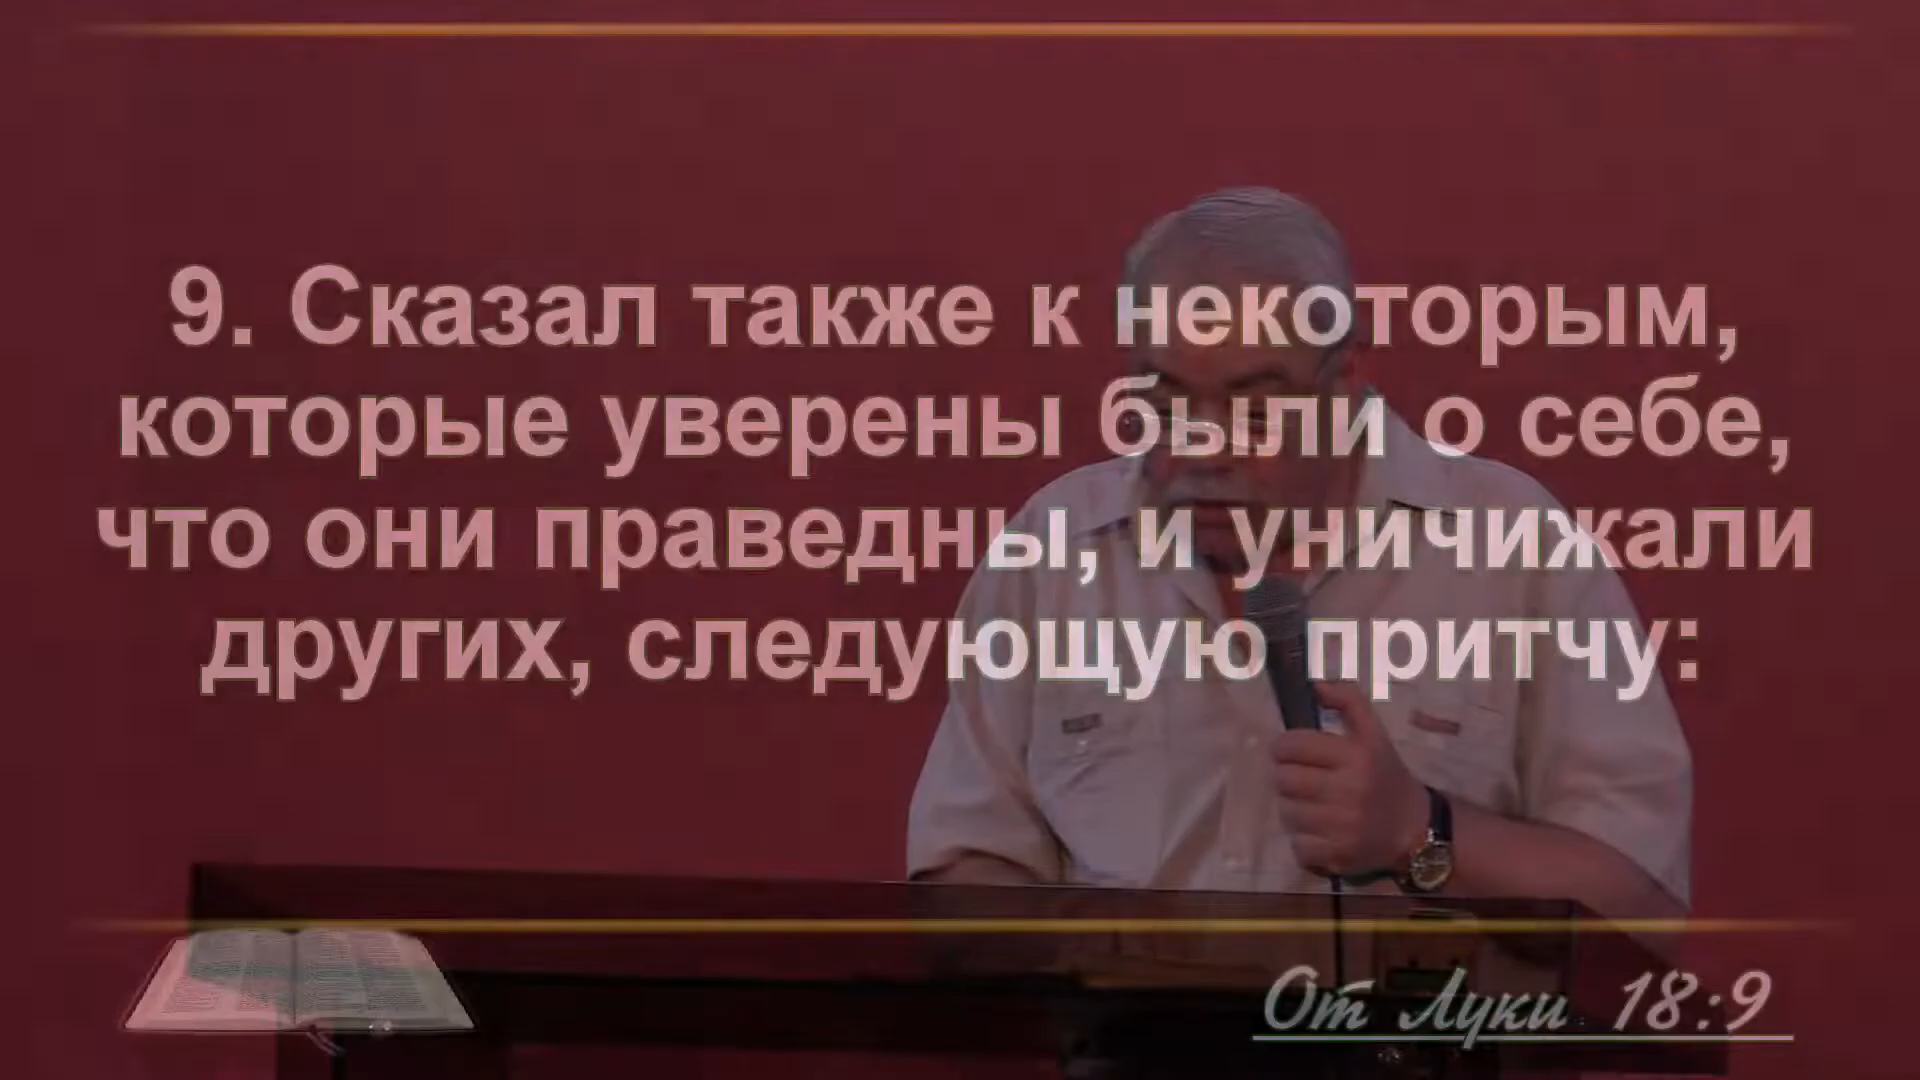 9. Сказал также к некоторым,
которые уверены были о себе,
что они праведны, и уничижали
других, следующую притчу:
От Луки 18:9